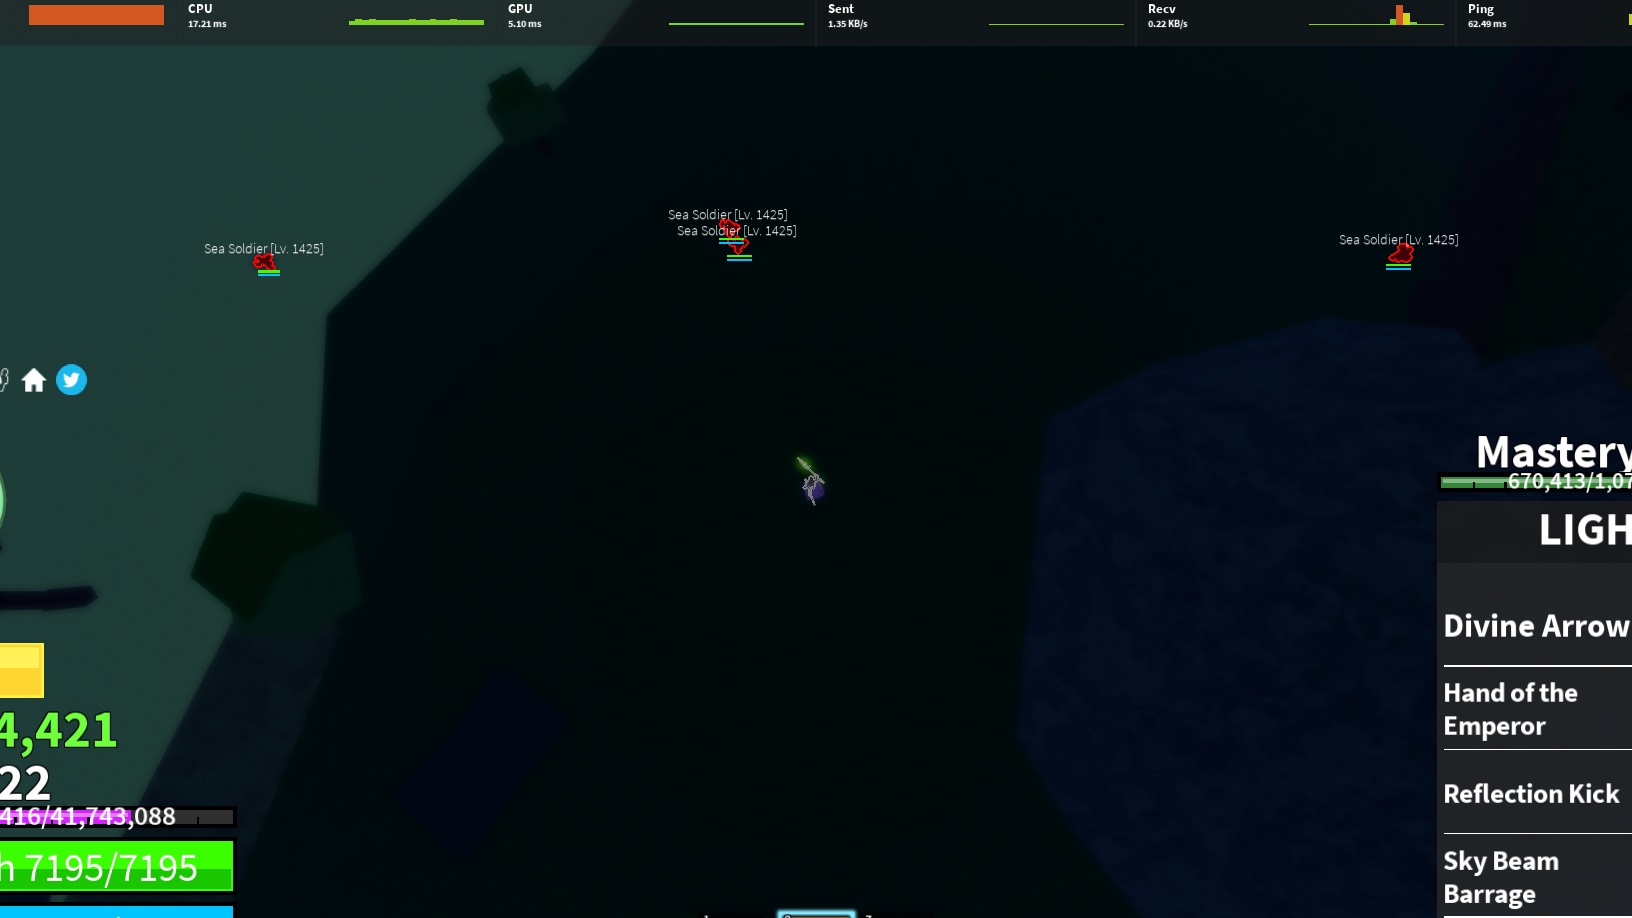 CPU
17.21 ms
GPU
5.10 ms
Sent
1.35 KB/s
Recv
0.22 KB/s
Ping
62.49 ms
Sea Soldier [Lv. 1425]
Sea Soldier [Lv. 1425]
Sea Soldier [Lv. 1425]
Sea Soldier [Lv. 1425]
Mastery
670,413/1,07
LIGH
Divine Arrow
Hand of the
Emperor
Reflection Kick
Sky Beam
Barrage
4,421
22
416/41,743,088
h 7195/7195